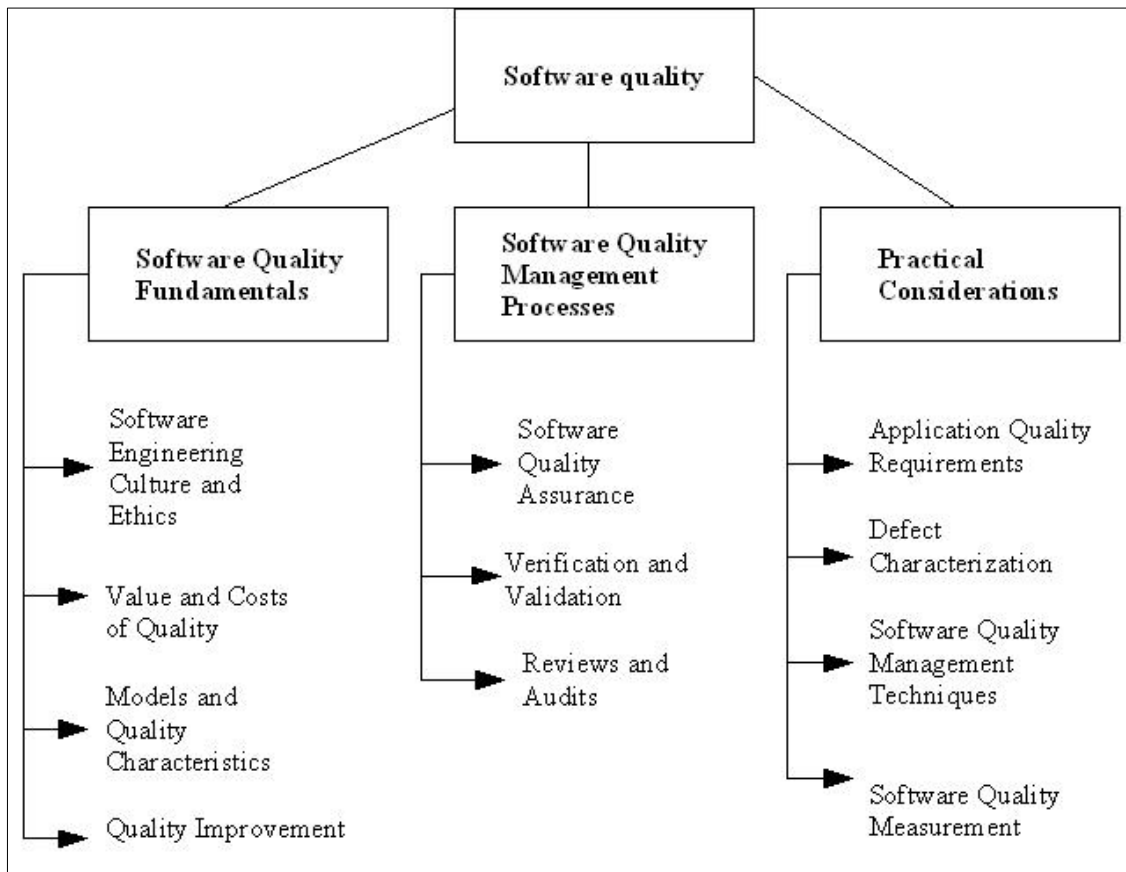 Software quality
Software Quality
Fundamentals
Software Quality
Management
Processes
Practical
Considerations
Software
Engineering
Culture and
Ethics
Value and Costs
of Quality
Models and
Quality
Characteristics
Quality Improvement
Software
Quality
Assurance
Verification and
Validation
Reviews and
Audits
Application Quality
Requirements
Defect
Characterization
Software Quality
Management
Techniques
Software Quality
Measurement